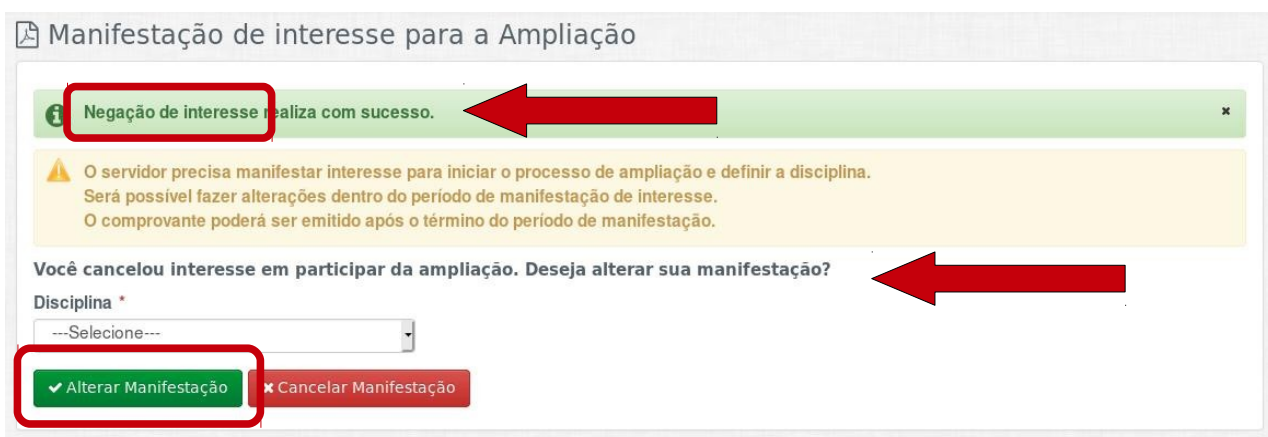 Manifestação de interesse para a Ampliação
Negação de interesse realiza com sucesso.
O servidor precisa manifestar interesse para iniciar o processo de ampliação e definir a disciplina.
Será possível fazer alterações dentro do período de manifestação de interesse.
O comprovante poderá ser emitido após o término do período de manifestação.
Você cancelou interesse em participar da ampliação. Deseja alterar sua manifestação?
Disciplina *
---Selecione---
Alterar Manifestação Cancelar Manifestação